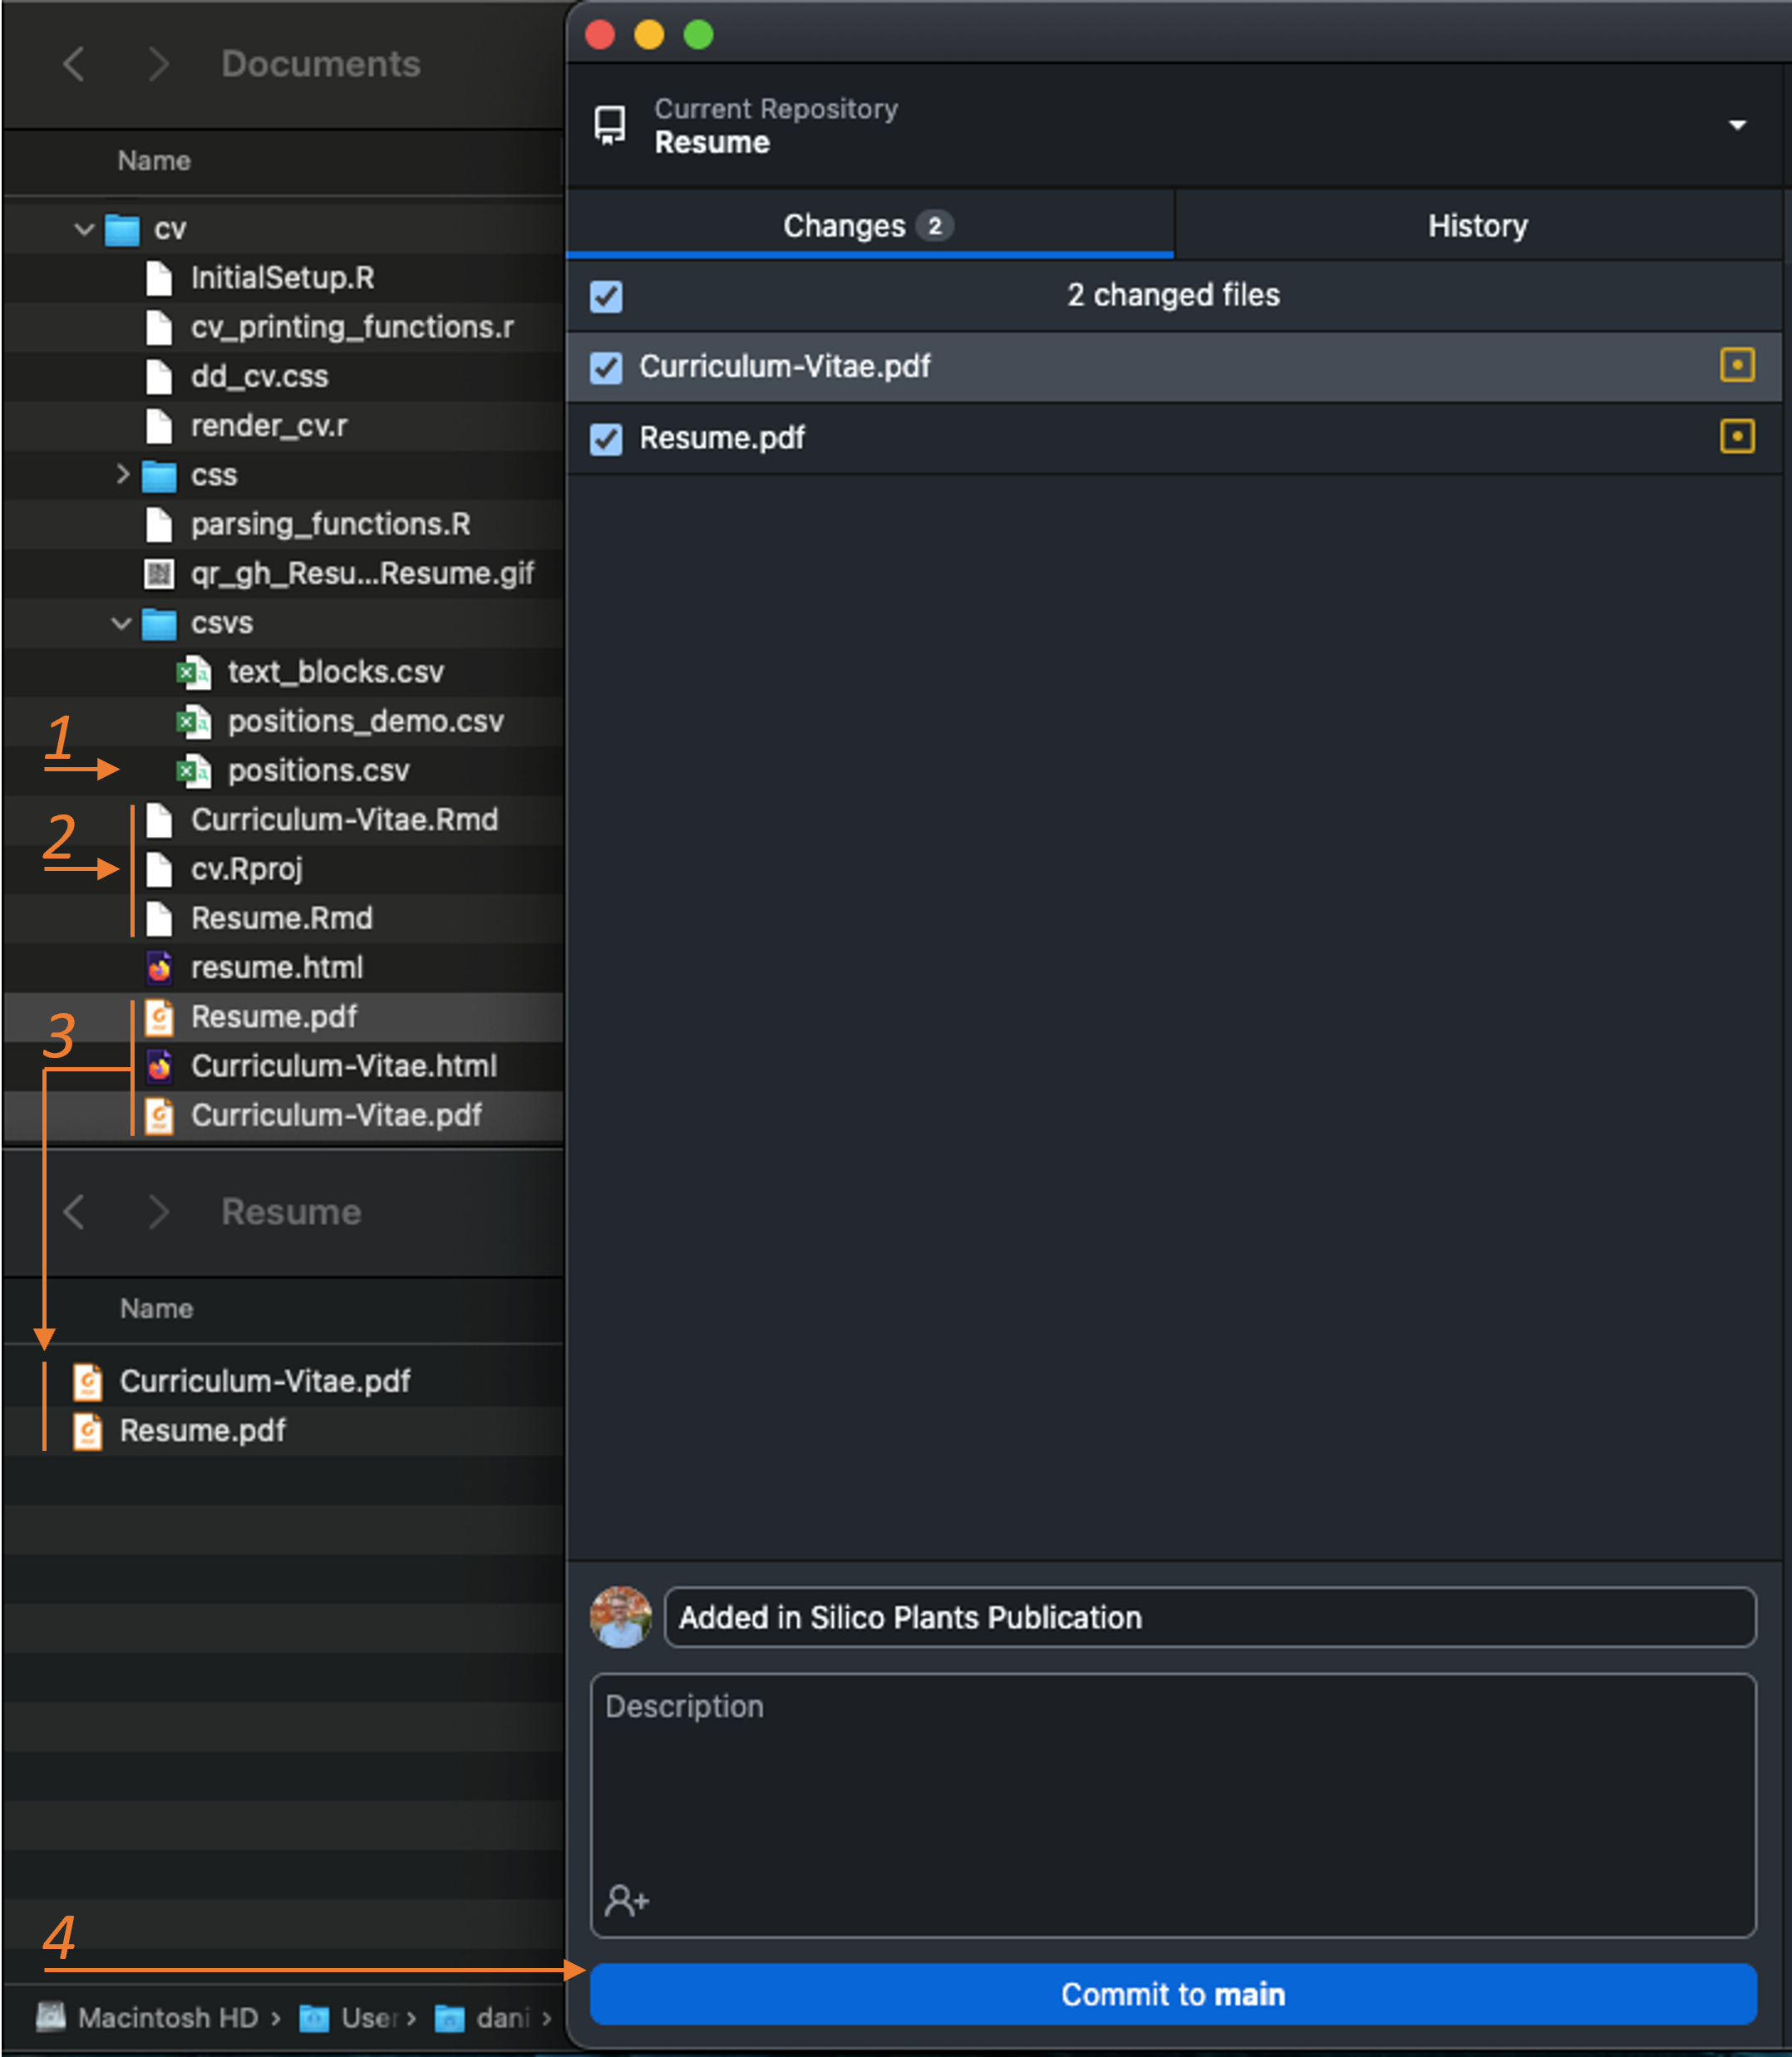 Documents
Name
cv
InitialSetup.R
cv_printing_functions.r
dd_cv.css
render_cv.r
css
parsing_functions.R
qr_gh_Resu...Resume.gif
csvs
text_blocks.csv
positions_demo.csv
1
positions.csv
Curriculum-Vitae.Rmd
2
cv.Rproj
Resume.Rmd
resume.html
Resume.pdf
3
Curriculum-Vitae.html
Curriculum-Vitae.pdf
Resume
Name
Curriculum-Vitae.pdf
Resume.pdf
4
Macintosh HD › User › dani ›
Current Repository
Resume
Changes 2
History
2 changed files
Curriculum-Vitae.pdf
Resume.pdf
Added in Silico Plants Publication
Description
Commit to main